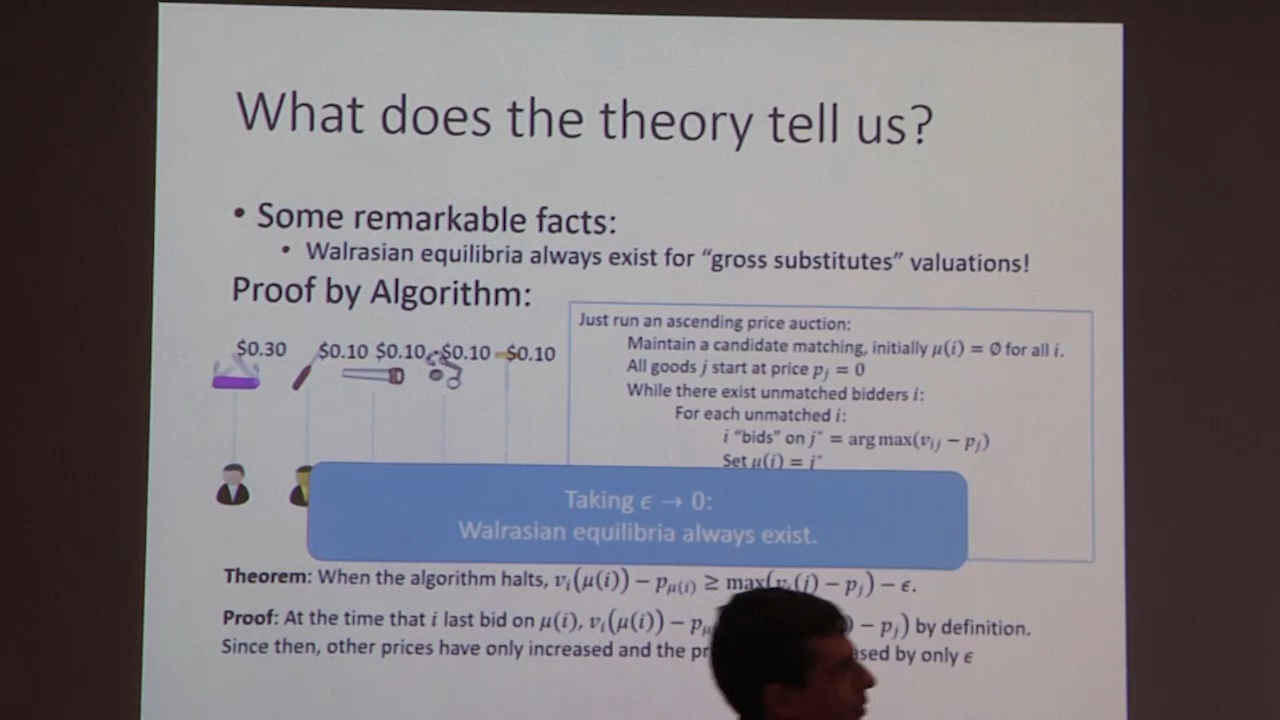 What does the theory tell us?
• Some remarkable facts:
• Walrasian equilibria always exist for “gross substitutes” valuations!
Proof by Algorithm:
$0.30 $0.10 $0.10 $0.10 $0.10
Just run an ascending price auction:
Maintain a candidate matching, initially μ(i) = ∅ for all i.
All goods j start at price pⱼ = 0
While there exist unmatched bidders i:
For each unmatched i:
i “bids” on j* = arg max(vᵢⱼ − pⱼ)
Set μ(i) = j*
Taking ϵ → 0:
Walrasian equilibria always exist.
Theorem: When the algorithm halts, vᵢ(μ(i)) − p_μ(i) ≥ max(vᵢ(j) − pⱼ) − ϵ.
Proof: At the time that i last bid on μ(i), vᵢ(μ(i)) − p − pⱼ) by definition.
Since then, other prices have only increased and the by only ϵ